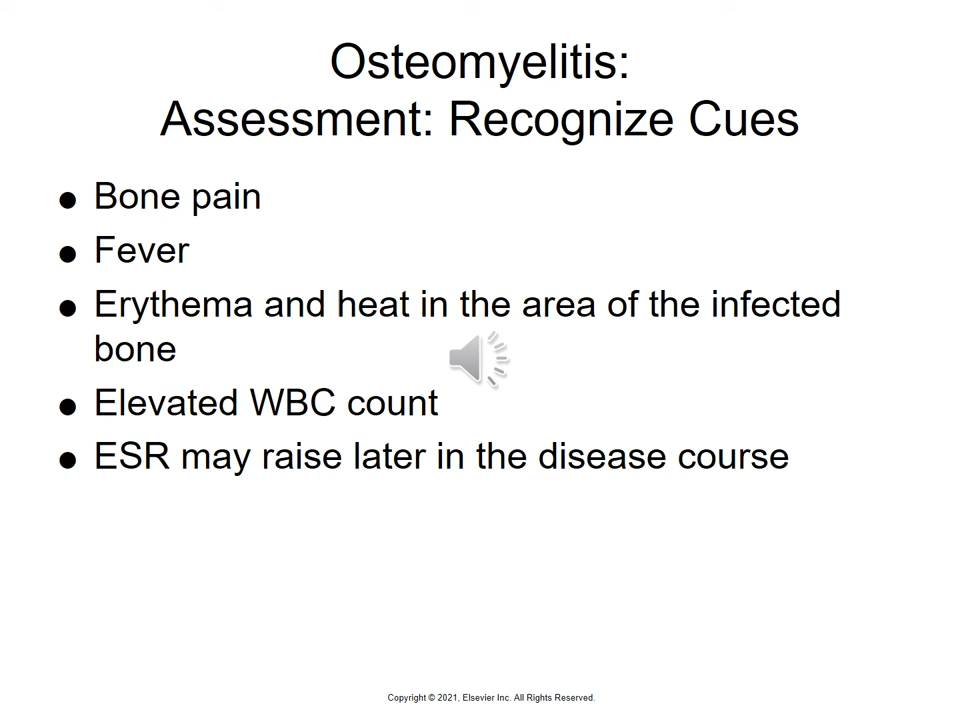 Osteomyelitis:
Assessment: Recognize Cues
● Bone pain
● Fever
● Erythema and heat in the area of the infected
bone
● Elevated WBC count
● ESR may raise later in the disease course
Copyright © 2021, Elsevier Inc. All Rights Reserved.